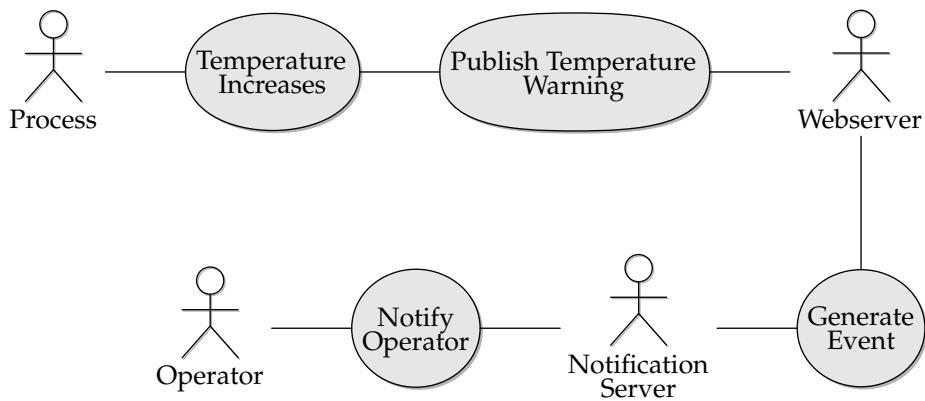 Temperature
Increases
Publish Temperature
Warning
Process
Webserver
Notify
Operator
Generate
Event
Operator
Notification
Server